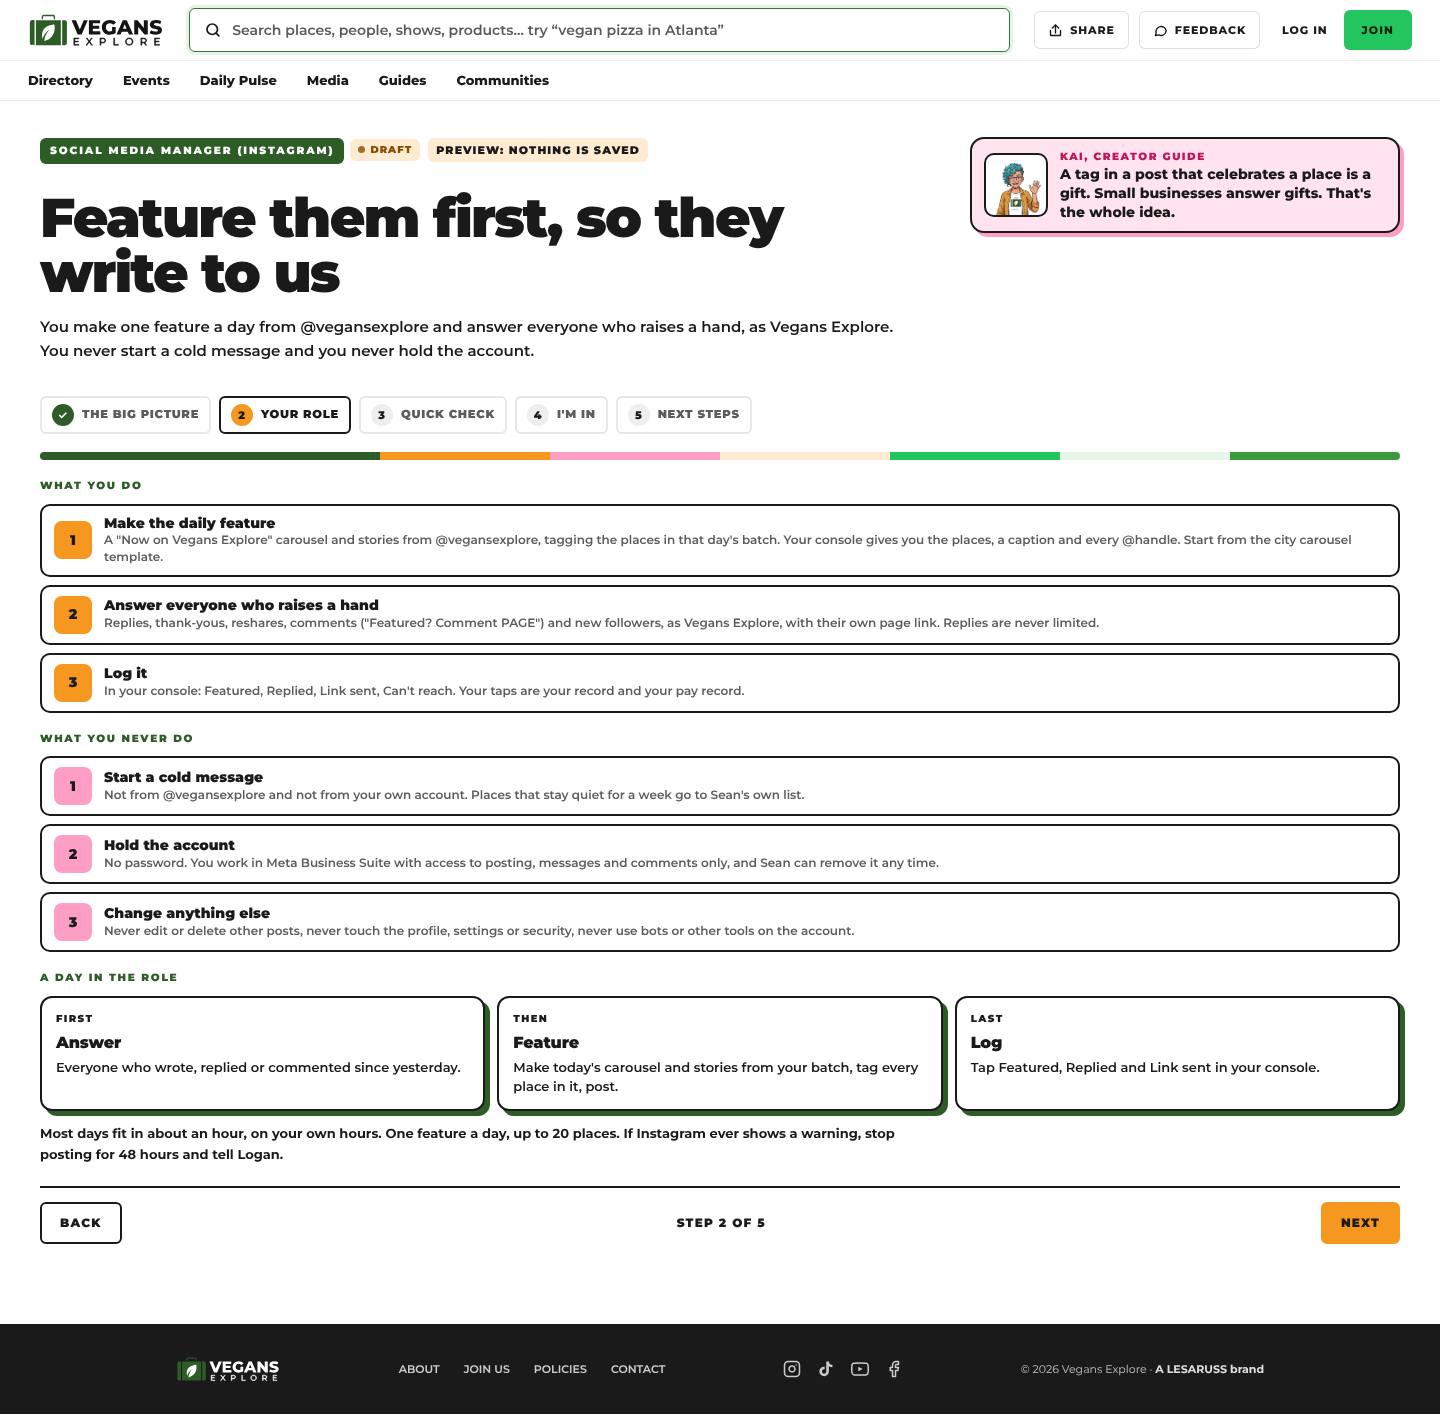 VEGANS
EXPLORE
Search places, people, shows, products... try “vegan pizza in Atlanta”
SHARE
FEEDBACK
LOG IN
JOIN
Directory
Events
Daily Pulse
Media
Guides
Communities
SOCIAL MEDIA MANAGER (INSTAGRAM)
DRAFT
PREVIEW: NOTHING IS SAVED
KAI, CREATOR GUIDE
A tag in a post that celebrates a place is a
gift. Small businesses answer gifts. That's
the whole idea.
Feature them first, so they
write to us
You make one feature a day from @vegansexplore and answer everyone who raises a hand, as Vegans Explore.
You never start a cold message and you never hold the account.
THE BIG PICTURE
2 YOUR ROLE
3 QUICK CHECK
4 I'M IN
5 NEXT STEPS
WHAT YOU DO
1
Make the daily feature
A "Now on Vegans Explore" carousel and stories from @vegansexplore, tagging the places in that day's batch. Your console gives you the places, a caption and every @handle. Start from the city carousel
template.
2
Answer everyone who raises a hand
Replies, thank-yous, reshares, comments ("Featured? Comment PAGE") and new followers, as Vegans Explore, with their own page link. Replies are never limited.
3
Log it
In your console: Featured, Replied, Link sent, Can't reach. Your taps are your record and your pay record.
WHAT YOU NEVER DO
1
Start a cold message
Not from @vegansexplore and not from your own account. Places that stay quiet for a week go to Sean's own list.
2
Hold the account
No password. You work in Meta Business Suite with access to posting, messages and comments only, and Sean can remove it any time.
3
Change anything else
Never edit or delete other posts, never touch the profile, settings or security, never use bots or other tools on the account.
A DAY IN THE ROLE
FIRST
Answer
Everyone who wrote, replied or commented since yesterday.
THEN
Feature
Make today's carousel and stories from your batch, tag every
place in it, post.
LAST
Log
Tap Featured, Replied and Link sent in your console.
Most days fit in about an hour, on your own hours. One feature a day, up to 20 places. If Instagram ever shows a warning, stop
posting for 48 hours and tell Logan.
BACK
STEP 2 OF 5
NEXT
VEGANS
EXPLORE
ABOUT
JOIN US
POLICIES
CONTACT
© 2026 Vegans Explore · A LESARUSS brand